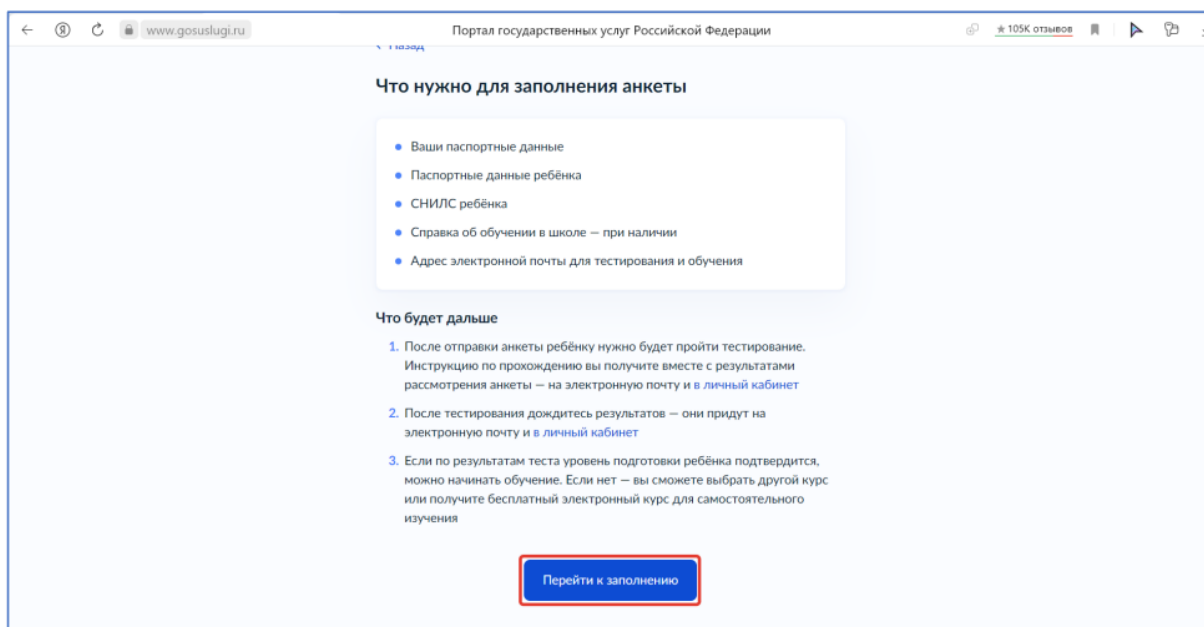 www.gosuslugi.ru
Портал государственных услуг Российской Федерации
★ 105K отзывов
< Назад
Что нужно для заполнения анкеты
Ваши паспортные данные
Паспортные данные ребёнка
СНИЛС ребёнка
Справка об обучении в школе — при наличии
Адрес электронной почты для тестирования и обучения
Что будет дальше
1. После отправки анкеты ребёнку нужно будет пройти тестирование.
Инструкцию по прохождению вы получите вместе с результатами
рассмотрения анкеты — на электронную почту и в личный кабинет
2. После тестирования дождитесь результатов — они придут на
электронную почту и в личный кабинет
3. Если по результатам теста уровень подготовки ребёнка подтвердится,
можно начинать обучение. Если нет — вы сможете выбрать другой курс
или получите бесплатный электронный курс для самостоятельного
изучения
Перейти к заполнению